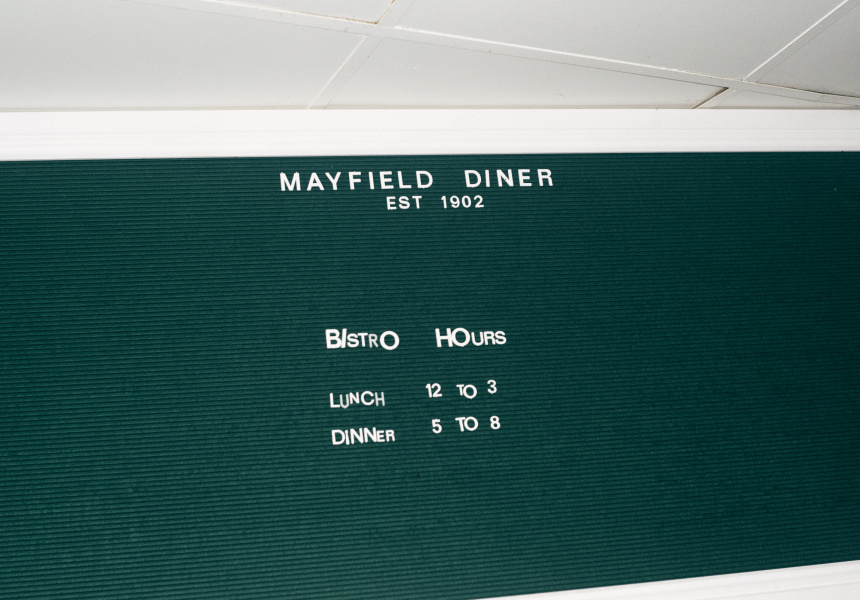 MAYFIELD DINER
EST 1902
BISTRO HOURS
LUNCH 12 TO 3
DINNER 5 TO 8